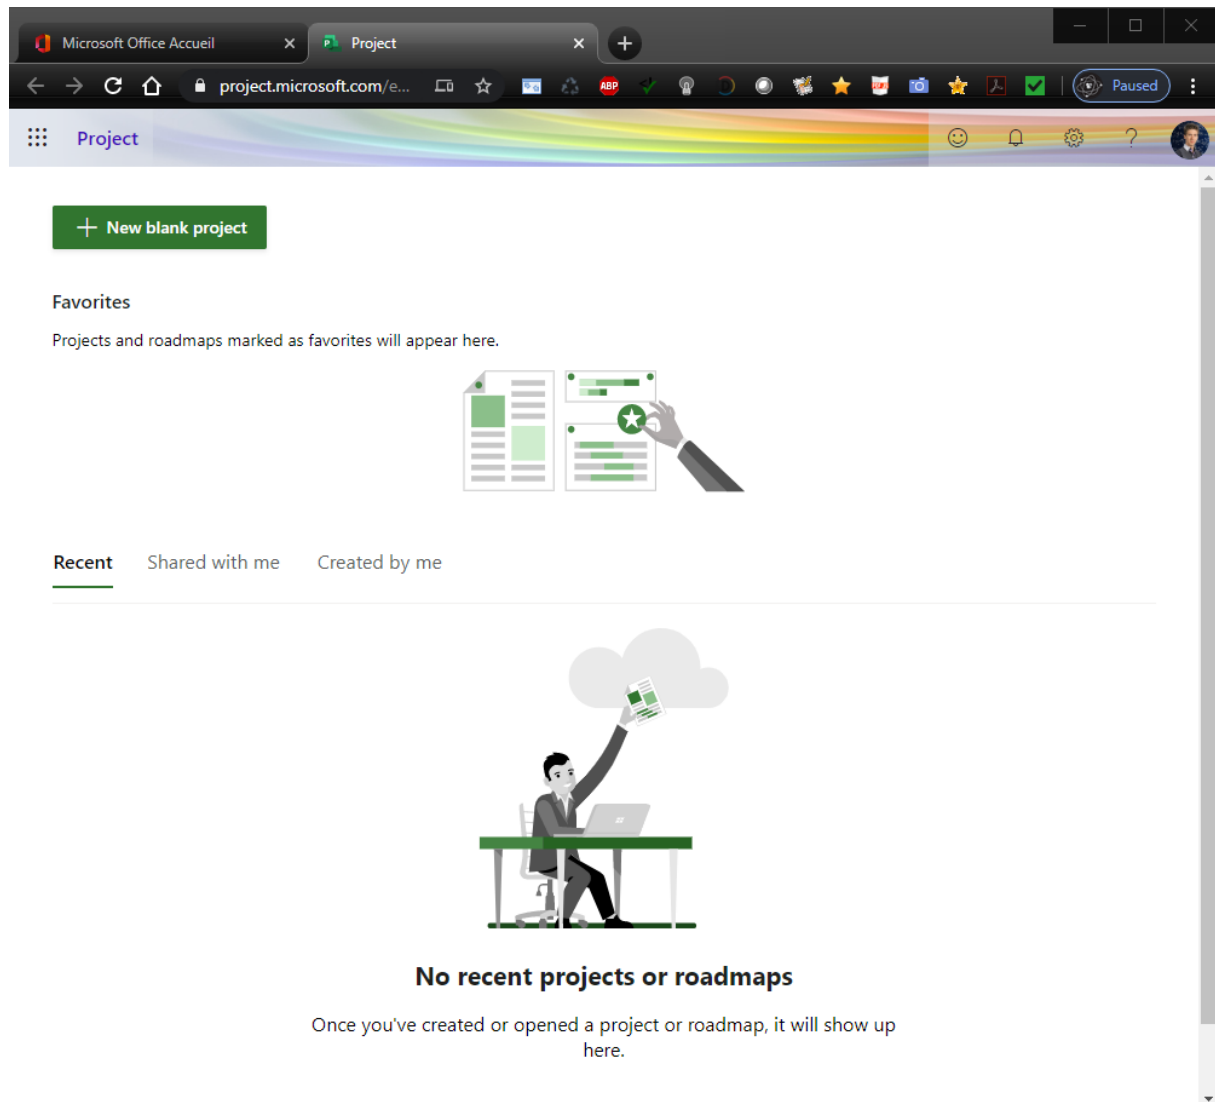 Microsoft Office Accueil
Project
project.microsoft.com/e...
ABP
Paused
Project
New blank project
Favorites
Projects and roadmaps marked as favorites will appear here.
Recent Shared with me Created by me
No recent projects or roadmaps
Once you've created or opened a project or roadmap, it will show up
here.